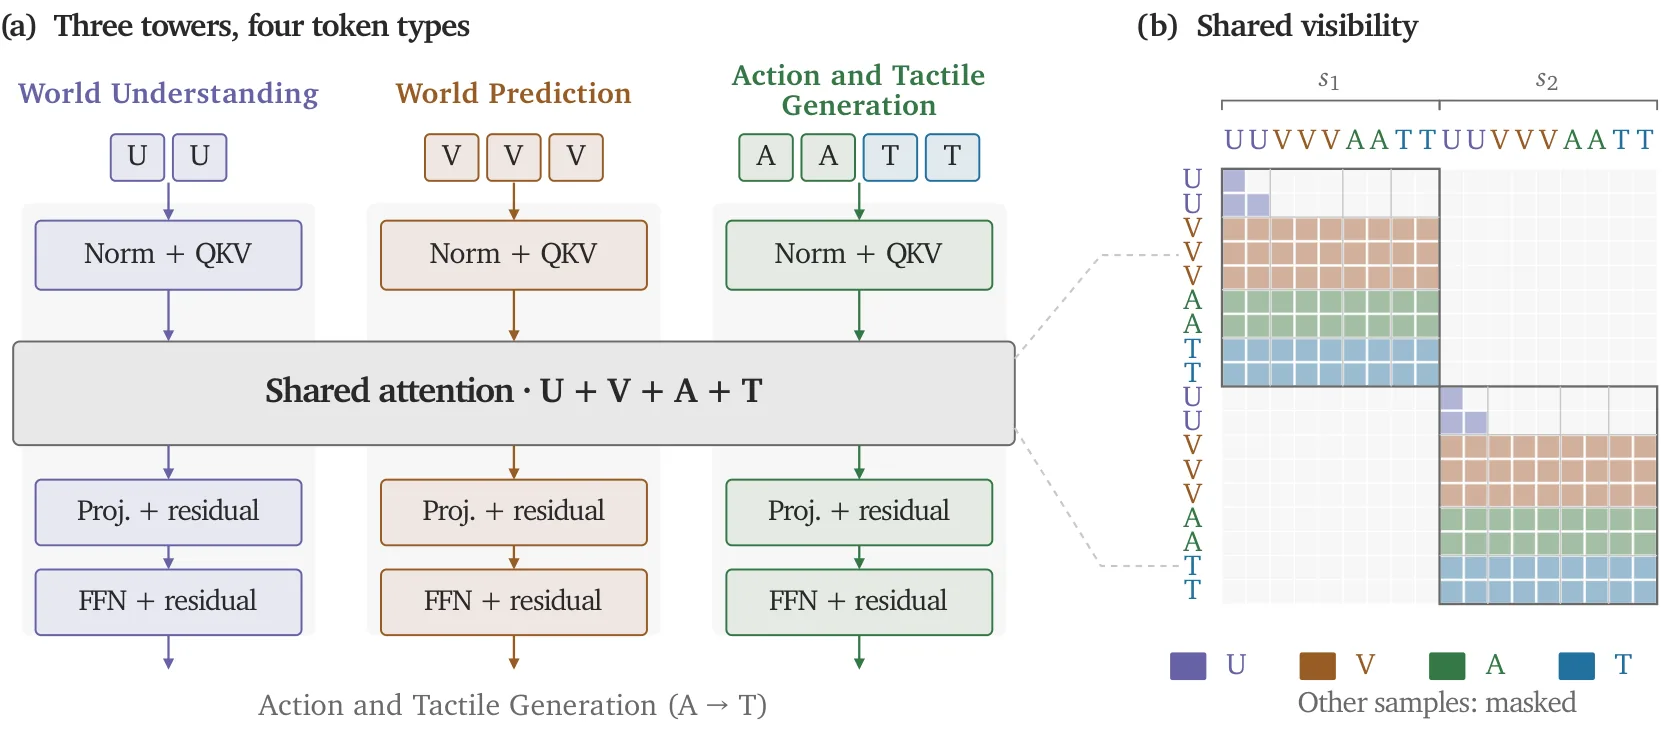 (a) Three towers, four token types
World Understanding
World Prediction
Action and Tactile
Generation
U U
V V V
A A T T
Norm + QKV
Norm + QKV
Norm + QKV
Shared attention · U + V + A + T
Proj. + residual
Proj. + residual
Proj. + residual
FFN + residual
FFN + residual
FFN + residual
Action and Tactile Generation (A → T)
(b) Shared visibility
s1 s2
U U V V V A A T T U U V V V A A T T
U
U
V
V
V
A
A
T
T
U
U
V
V
V
A
A
T
T
U V A T
Other samples: masked